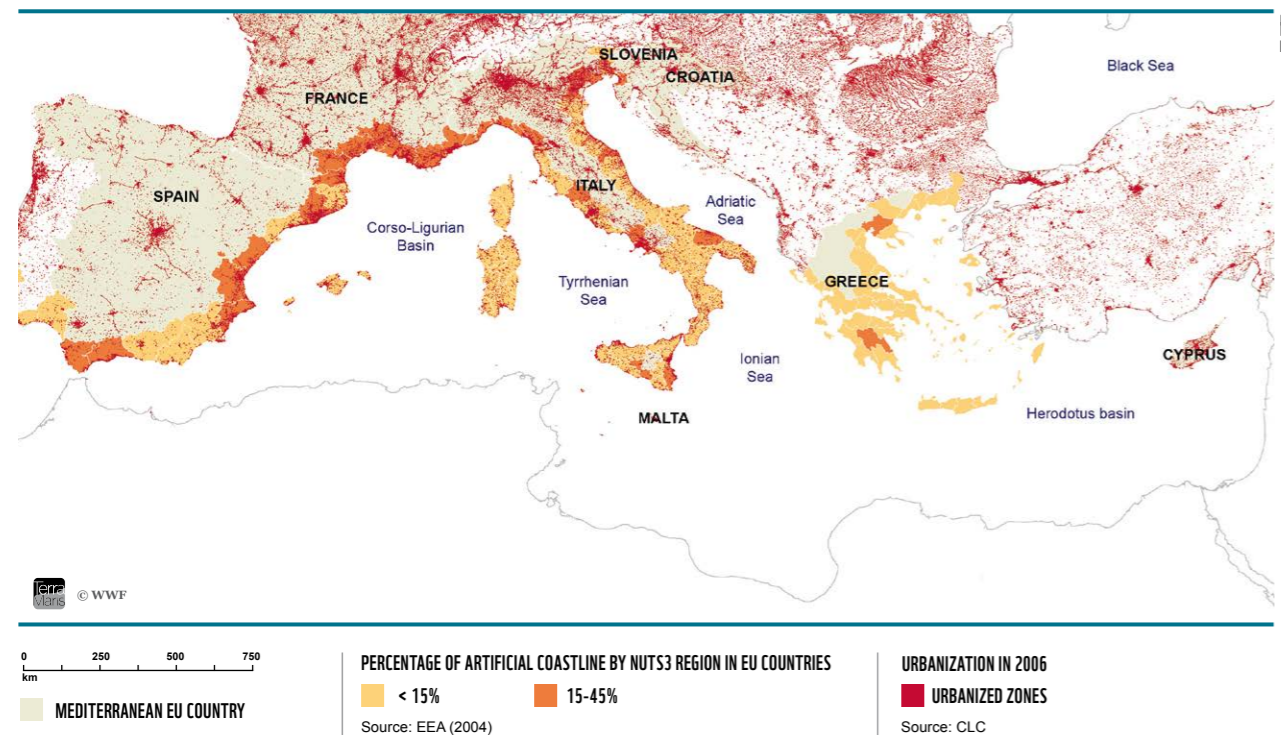 SLOVENIA
Black Sea
CROATIA
FRANCE
SPAIN
ITALY
Adriatic
Sea
Corso-Ligurian
Basin
Tyrrhenian
Sea
GREECE
Ionian
Sea
CYPRUS
MALTA
Herodotus basin
Terra
Maris
© WWF
0 250 500 750
km
MEDITERRANEAN EU COUNTRY
PERCENTAGE OF ARTIFICIAL COASTLINE BY NUTS3 REGION IN EU COUNTRIES
< 15% 15-45%
Source: EEA (2004)
URBANIZATION IN 2006
URBANIZED ZONES
Source: CLC